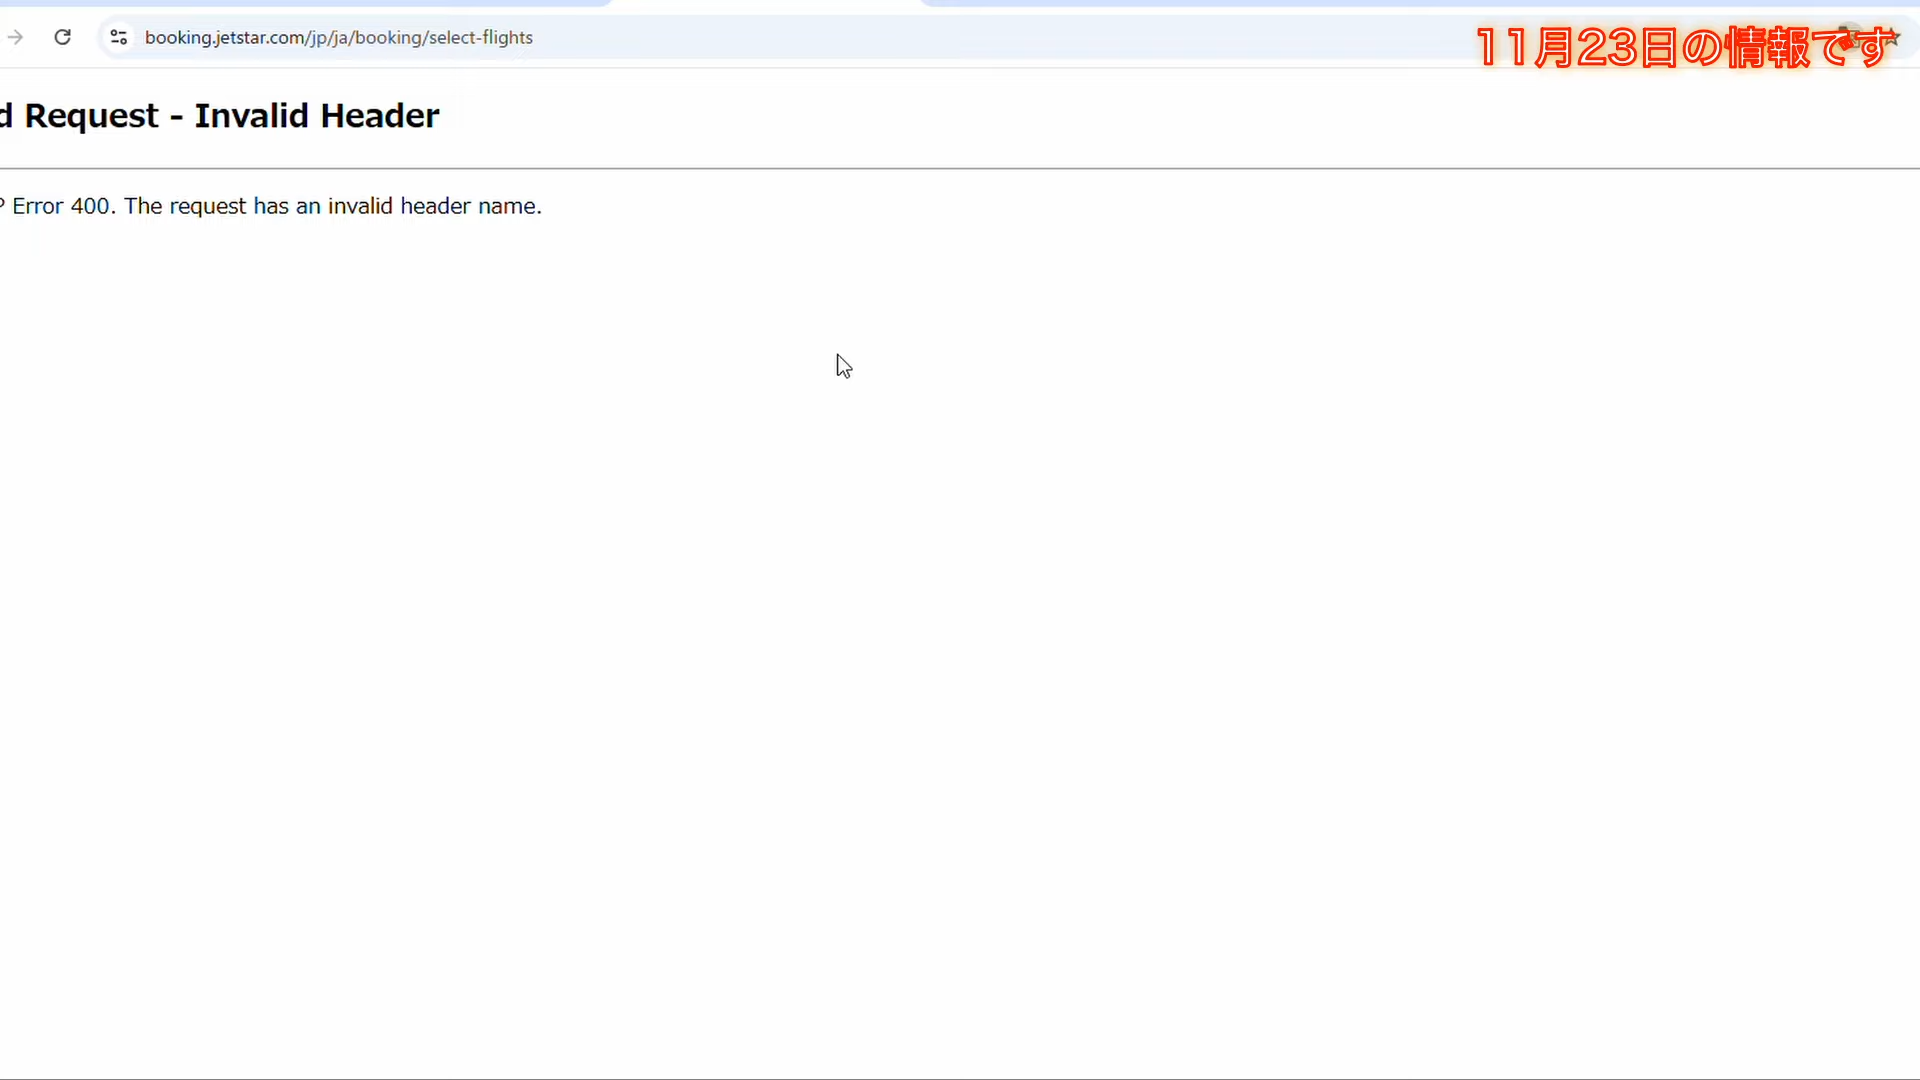 booking.jetstar.com/jp/ja/booking/select-flights
11月23日の情報です
d Request - Invalid Header
P Error 400. The request has an invalid header name.